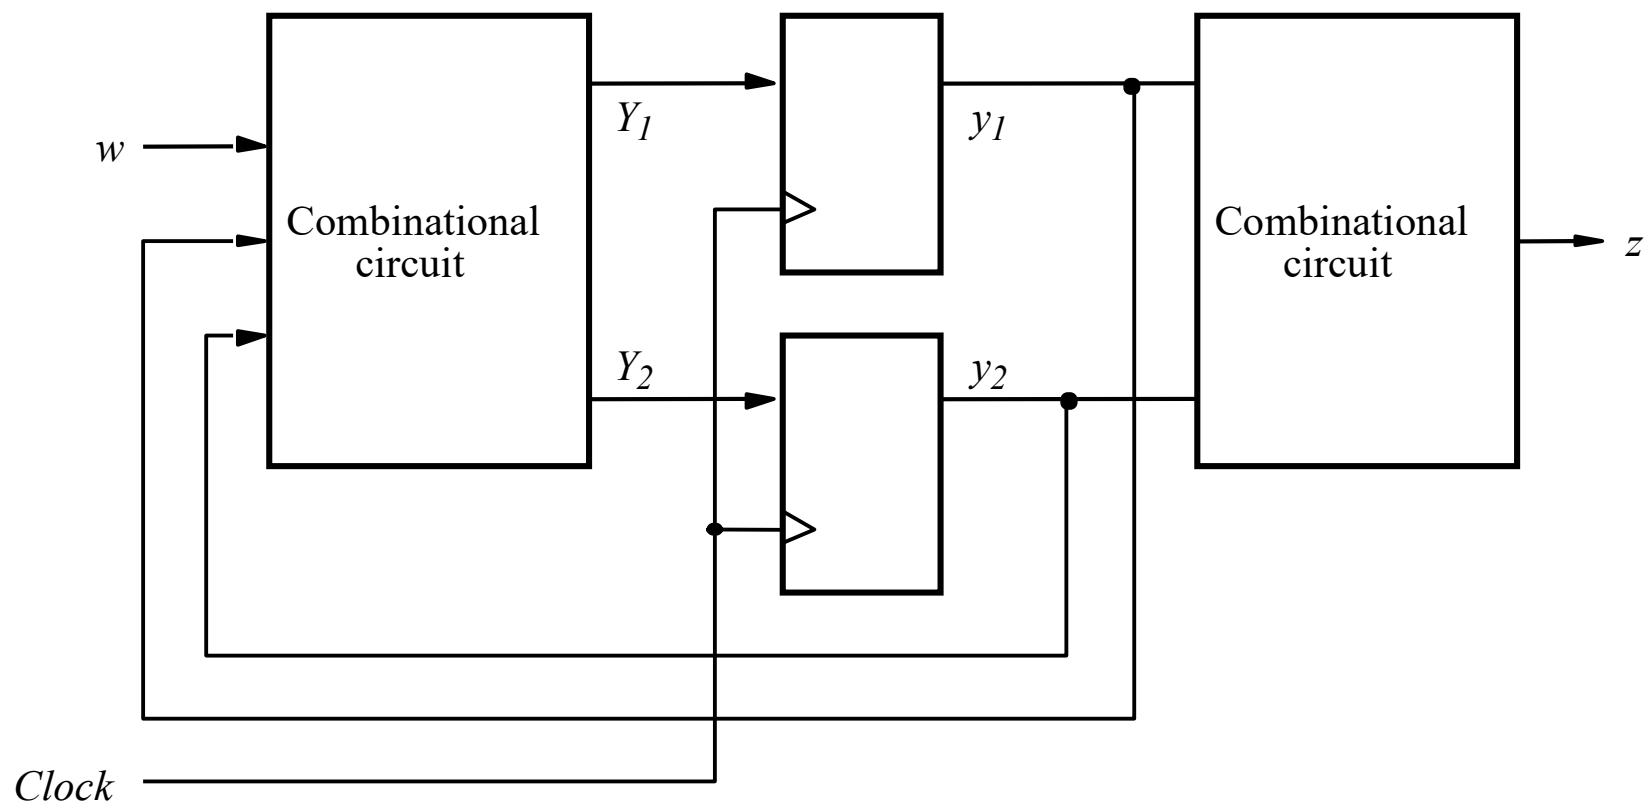 Y1
y1
w
Combinational
circuit
Combinational
circuit
z
Y2
y2
Clock